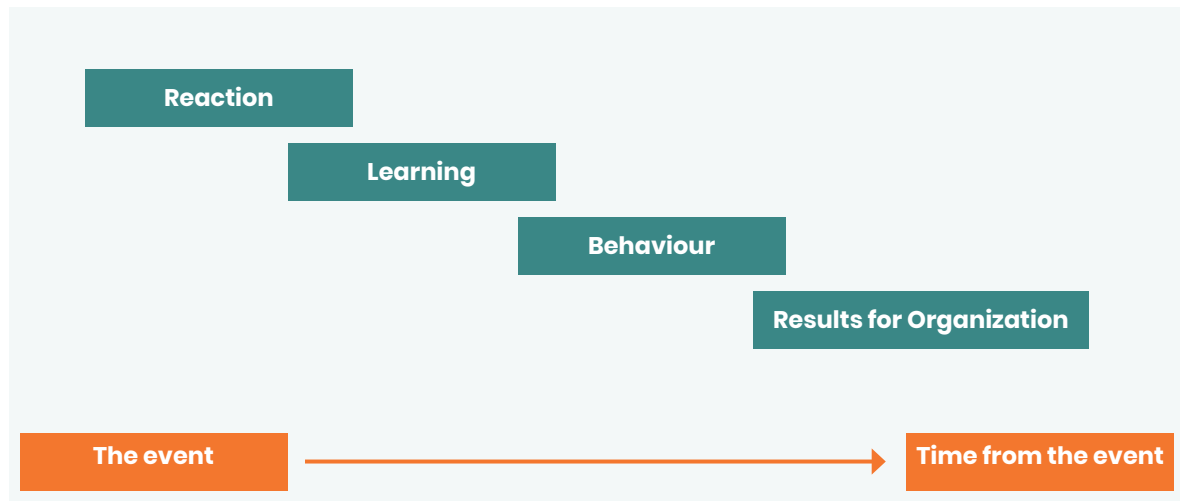 Reaction
Learning
Behaviour
Results for Organization
The event
Time from the event